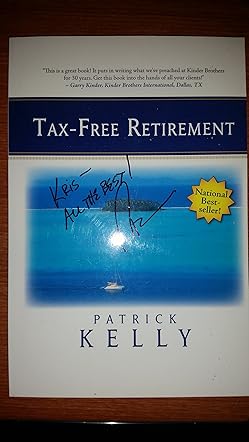 "This is a great book! It puts in writing what we've preached at Kinder Brothers
for 30 years. Get this book into the hands of all your clients!"
– Garry Kinder, Kinder Brothers International, Dallas, TX
TAX-FREE RETIREMENT
KRIS –
ALL THE BEST!
National
Best-
seller!
PATRICK
KELLY